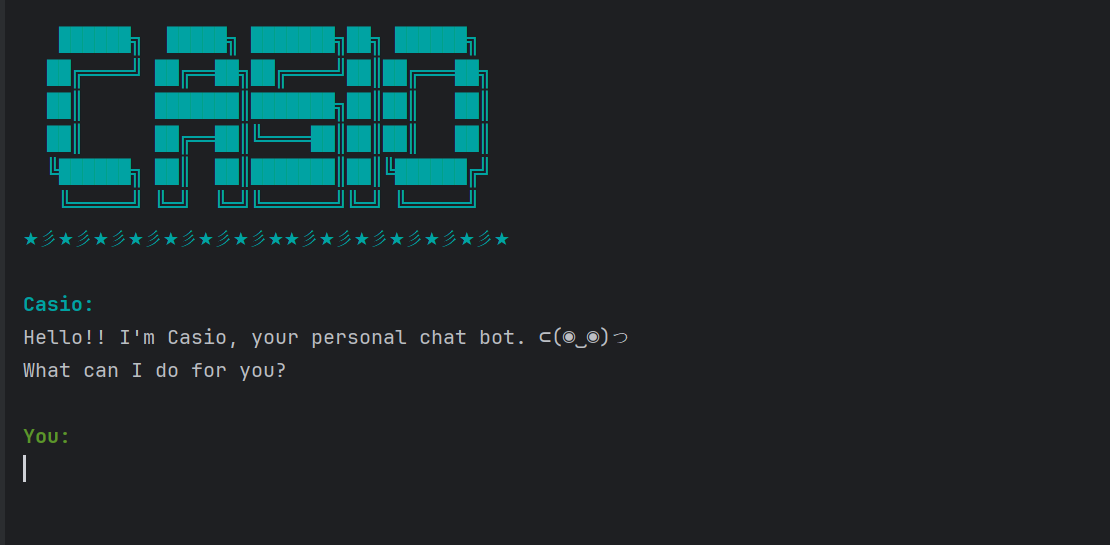 CASIO
★彡★彡★彡★彡★彡★彡★彡★★彡★彡★彡★彡★彡★彡★
Casio:
Hello!! I'm Casio, your personal chat bot. ⊂(◉‿◉)つ
What can I do for you?
You: